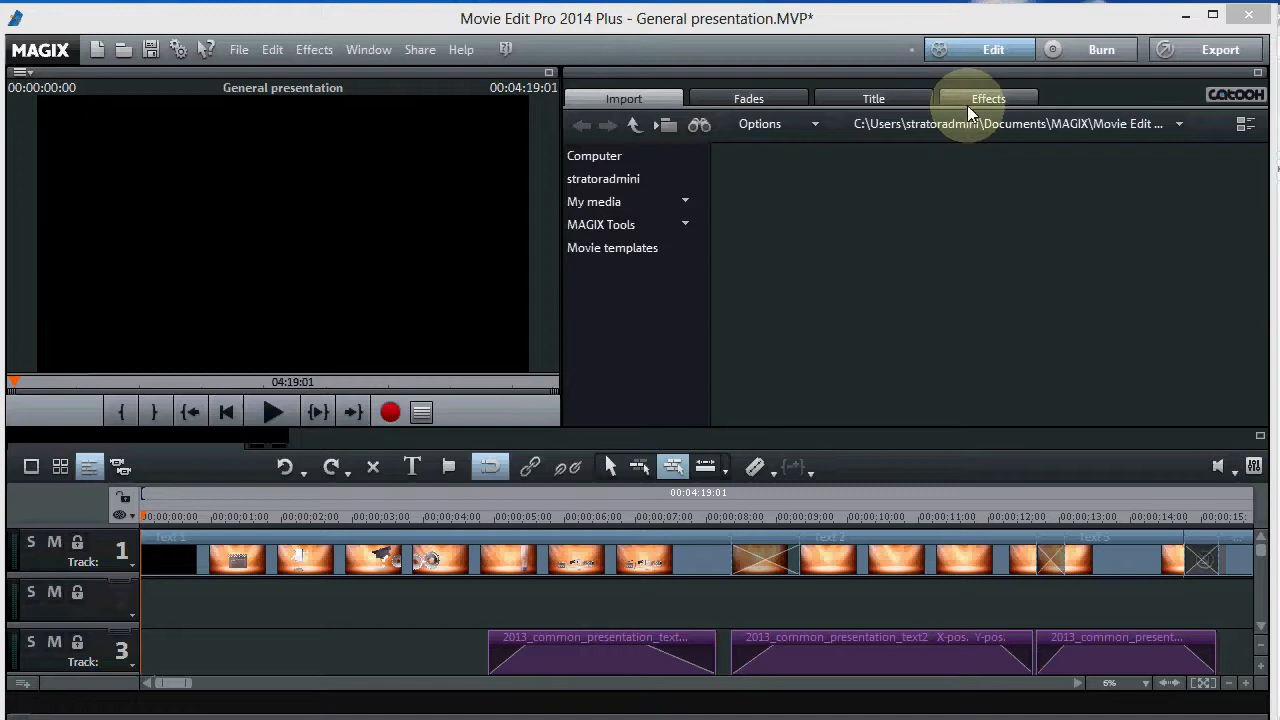 Movie Edit Pro 2014 Plus - General presentation.MVP*
MAGIX File Edit Effects Window Share Help Edit Burn Export
00:00:00:00 General presentation 00:04:19:01
Import Fades Title Effects CATOOH
Options C:\Users\stratoradmini\Documents\MAGIX\Movie Edit ...
Computer
stratoradmini
My media
MAGIX Tools
Movie templates
04:19:01
T
00:04:19:01
00;00;00;00 00;00;01:00 00;00;02:00 00;00;03:00 00;00;04:00 00;00;05:00 00;00;06:00 00;00;07:00 00;00;08:00 00;00;09:00 00;00;10:00 00;00;11:00 00;00;12:00 00;00;13:00 00;00;14:00 00;00;15:
S M 1 Text 1 Text 2 Text 3
Track:
S M
S M 3 2013_common_presentation_text... 2013_common_presentation_text2 X-pos. Y-pos. 2013_common_present...
Track:
6%